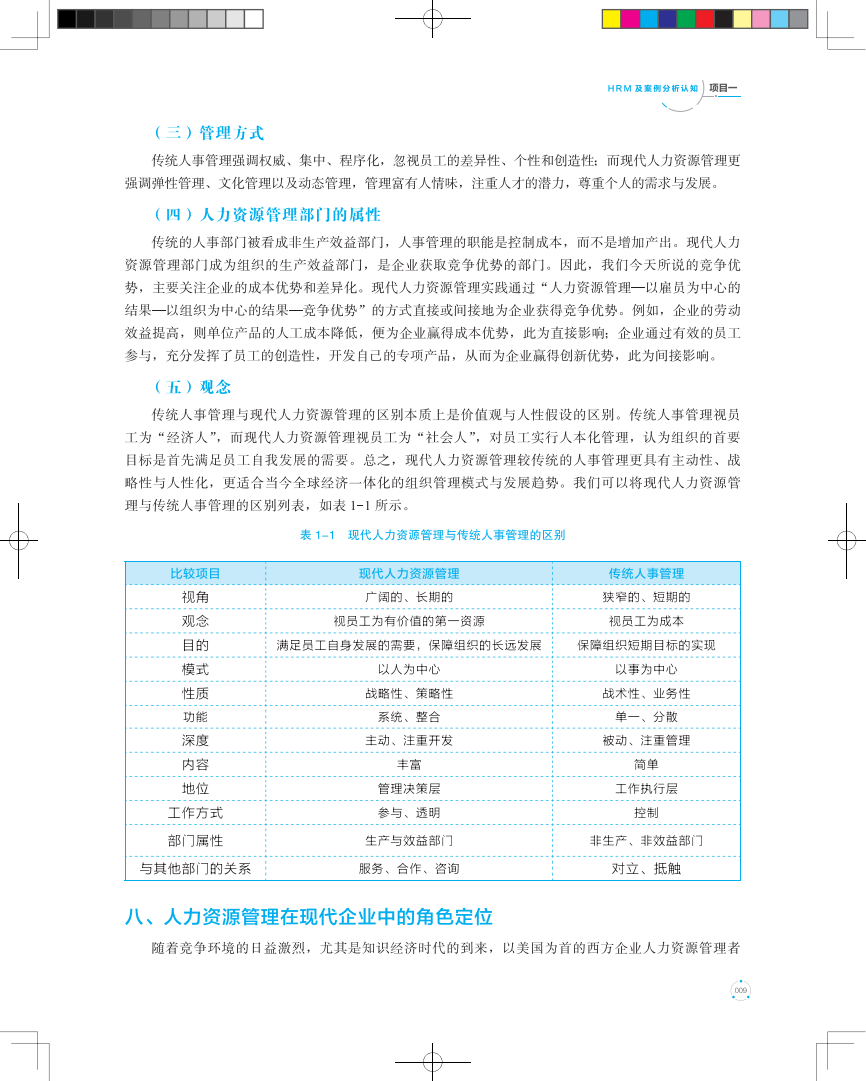 HRM 及案例分析认知 项目一
（三）管理方式
传统人事管理强调权威、集中、程序化，忽视员工的差异性、个性和创造性；而现代人力资源管理更
强调弹性管理、文化管理以及动态管理，管理富有人情味，注重人才的潜力，尊重个人的需求与发展。
（四）人力资源管理部门的属性
传统的人事部门被看成非生产效益部门，人事管理的职能是控制成本，而不是增加产出。现代人力
资源管理部门成为组织的生产效益部门，是企业获取竞争优势的部门。因此，我们今天所说的竞争优
势，主要关注企业的成本优势和差异化。现代人力资源管理实践通过“人力资源管理—以雇员为中心的
结果—以组织为中心的结果—竞争优势”的方式直接或间接地为企业获得竞争优势。例如，企业的劳动
效益提高，则单位产品的人工成本降低，便为企业赢得成本优势，此为直接影响；企业通过有效的员工
参与，充分发挥了员工的创造性，开发自己的专项产品，从而为企业赢得创新优势，此为间接影响。
（五）观念
传统人事管理与现代人力资源管理的区别本质上是价值观与人性假设的区别。传统人事管理视员
工为“经济人”，而现代人力资源管理视员工为“社会人”，对员工实行人本化管理，认为组织的首要
目标是首先满足员工自我发展的需要。总之，现代人力资源管理较传统的人事管理更具有主动性、战
略性与人性化，更适合当今全球经济一体化的组织管理模式与发展趋势。我们可以将现代人力资源管
理与传统人事管理的区别列表，如表 1-1 所示。
表 1-1 现代人力资源管理与传统人事管理的区别
比较项目 现代人力资源管理 传统人事管理
视角 广阔的、长期的 狭窄的、短期的
观念 视员工为有价值的第一资源 视员工为成本
目的 满足员工自身发展的需要，保障组织的长远发展 保障组织短期目标的实现
模式 以人为中心 以事为中心
性质 战略性、策略性 战术性、业务性
功能 系统、整合 单一、分散
深度 主动、注重开发 被动、注重管理
内容 丰富 简单
地位 管理决策层 工作执行层
工作方式 参与、透明 控制
部门属性 生产与效益部门 非生产、非效益部门
与其他部门的关系 服务、合作、咨询 对立、抵触
八、人力资源管理在现代企业中的角色定位
随着竞争环境的日益激烈，尤其是知识经济时代的到来，以美国为首的西方企业人力资源管理者
009